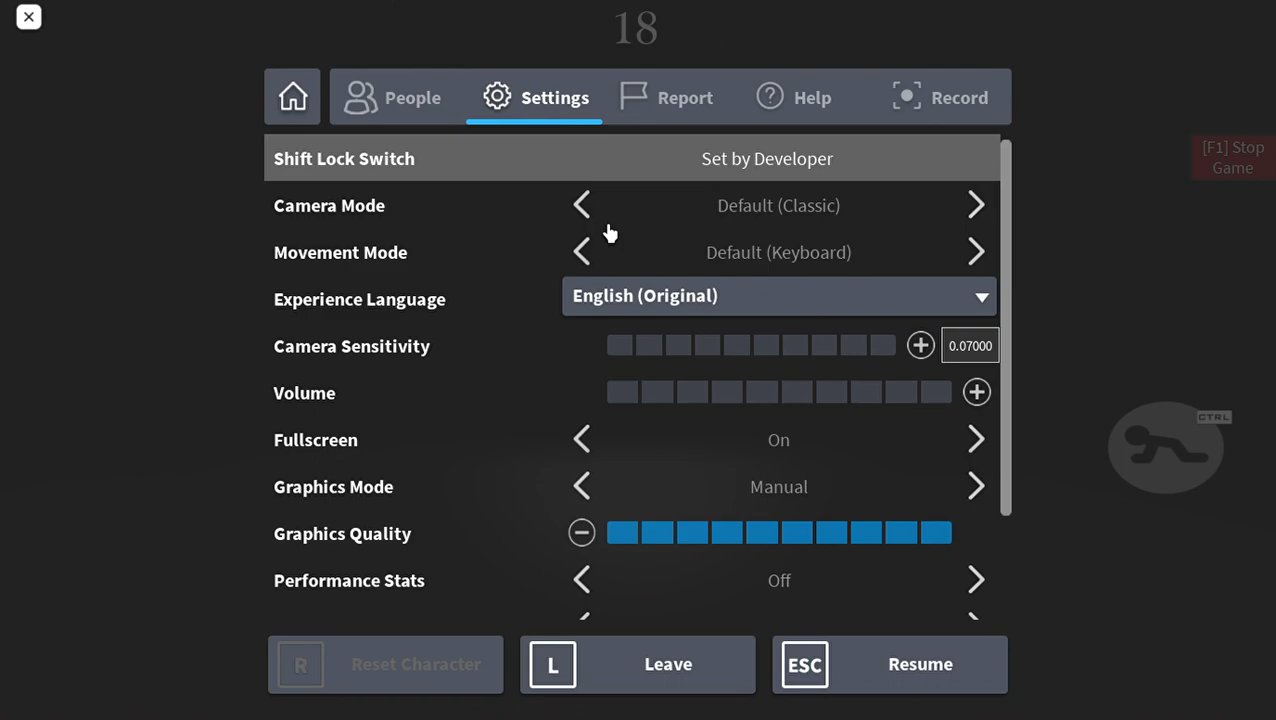 18
People
Settings
Report
Help
Record
Shift Lock Switch
Set by Developer
[F1] Stop
Game
Camera Mode
Default (Classic)
Movement Mode
Default (Keyboard)
Experience Language
English (Original)
Camera Sensitivity
0.07000
Volume
Fullscreen
On
CTRL
Graphics Mode
Manual
Graphics Quality
Performance Stats
Off
R
Reset Character
L
Leave
ESC
Resume